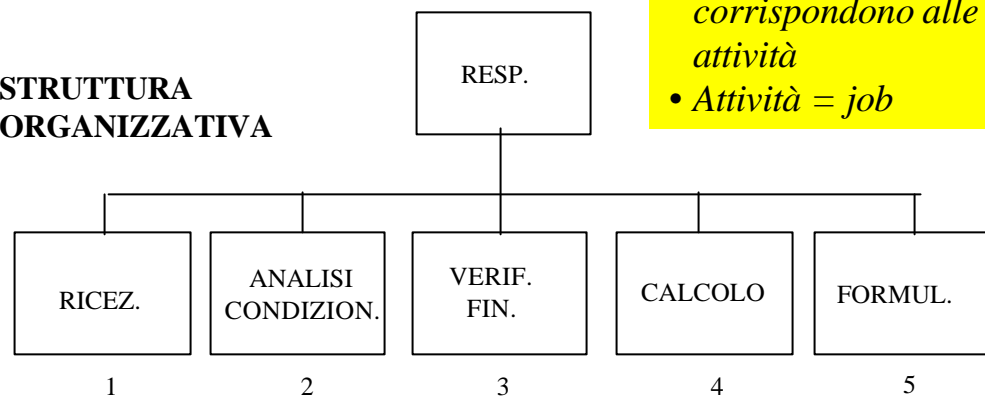 corrispondono alle
attività
• Attività = job
STRUTTURA
ORGANIZZATIVA
RESP.
RICEZ.
ANALISI
CONDIZION.
VERIF.
FIN.
CALCOLO
FORMUL.
1
2
3
4
5